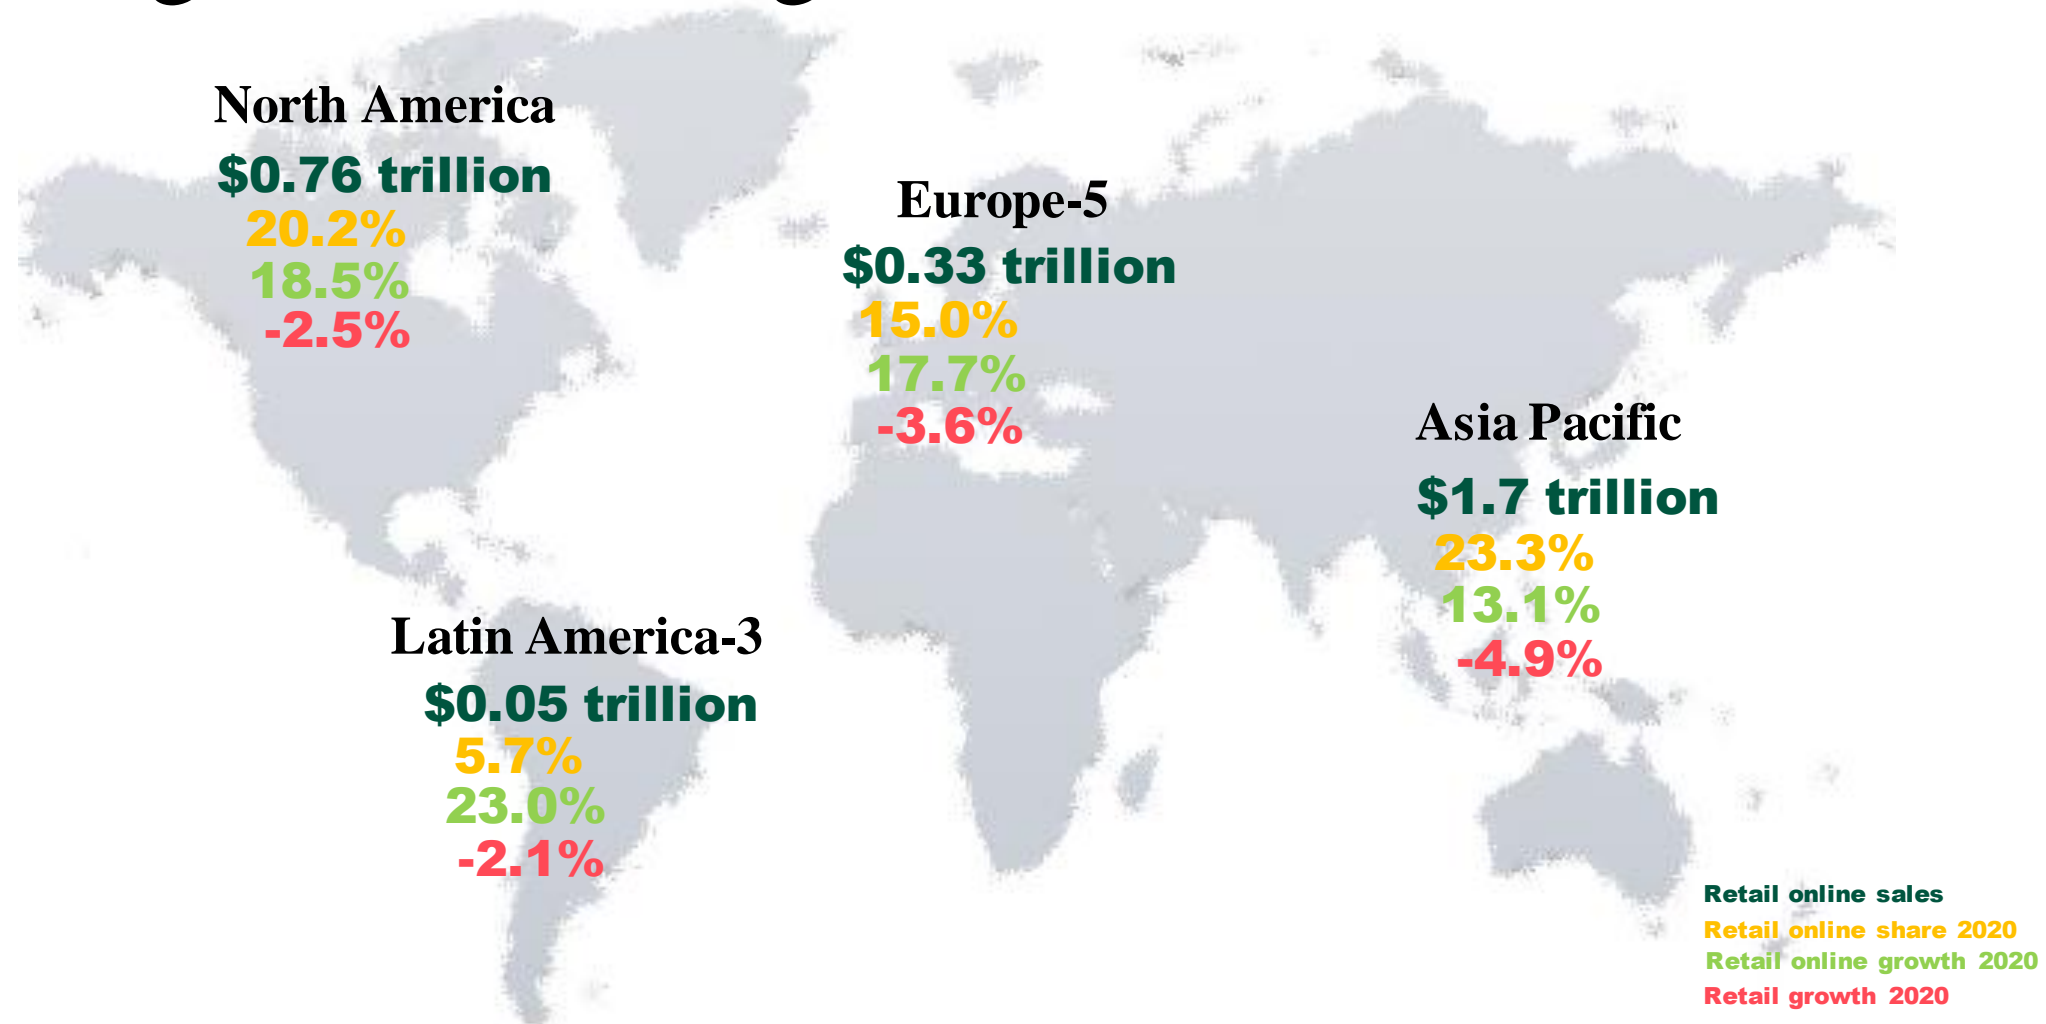 North America
$0.76 trillion
20.2%
18.5%
-2.5%
Europe-5
$0.33 trillion
15.0%
17.7%
-3.6%
Asia Pacific
$1.7 trillion
23.3%
13.1%
-4.9%
Latin America-3
$0.05 trillion
5.7%
23.0%
-2.1%
Retail online sales
Retail online share 2020
Retail online growth 2020
Retail growth 2020